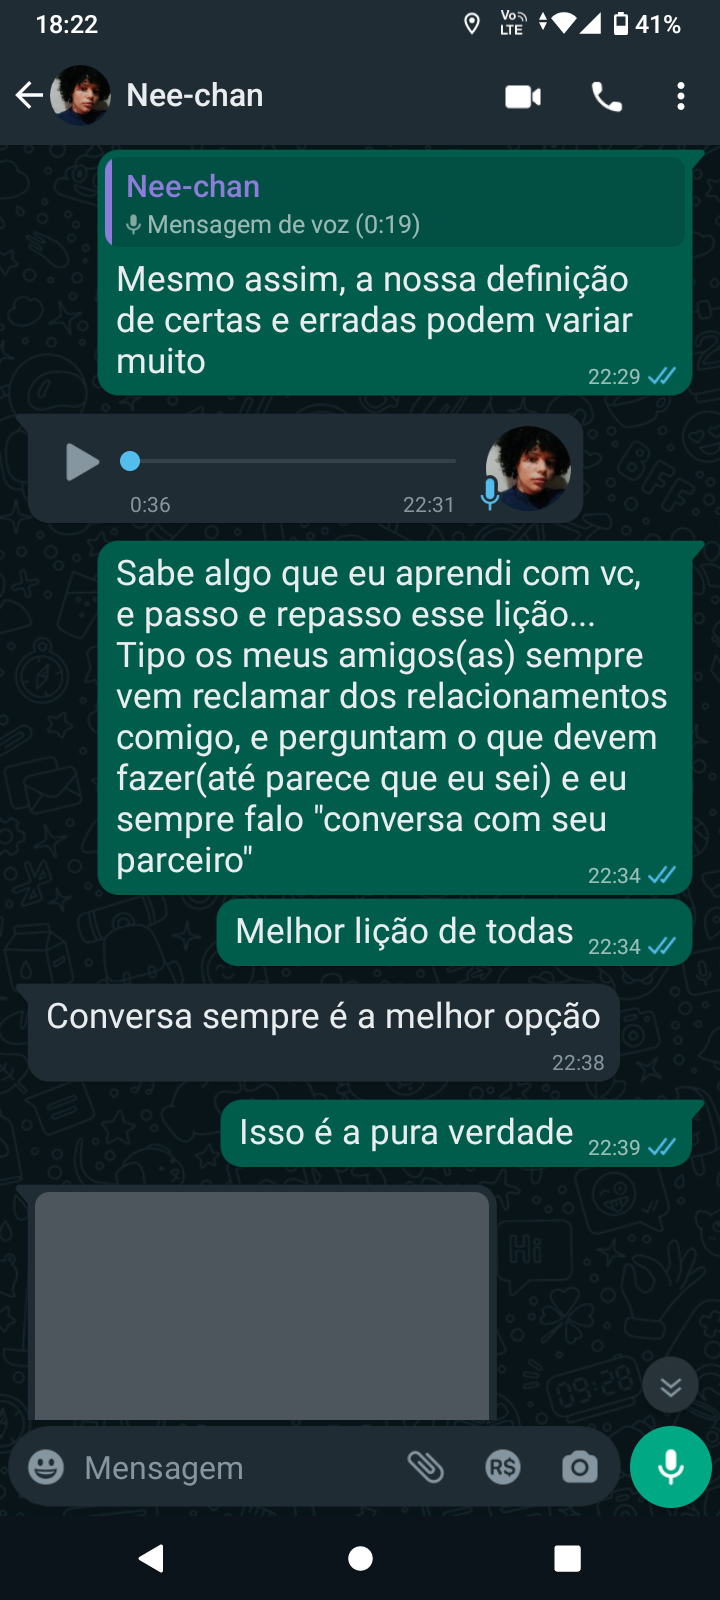 18:22
Vo LTE
41%
Nee-chan
Nee-chan
Mensagem de voz (0:19)
Mesmo assim, a nossa definição
de certas e erradas podem variar
muito
22:29
0:36
22:31
Sabe algo que eu aprendi com vc,
e passo e repasso esse lição...
Tipo os meus amigos(as) sempre
vem reclamar dos relacionamentos
comigo, e perguntam o que devem
fazer(até parece que eu sei) e eu
sempre falo "conversa com seu
parceiro"
22:34
Melhor lição de todas
22:34
Conversa sempre é a melhor opção
22:38
Isso é a pura verdade
22:39
Hi
09:28
Mensagem
R$